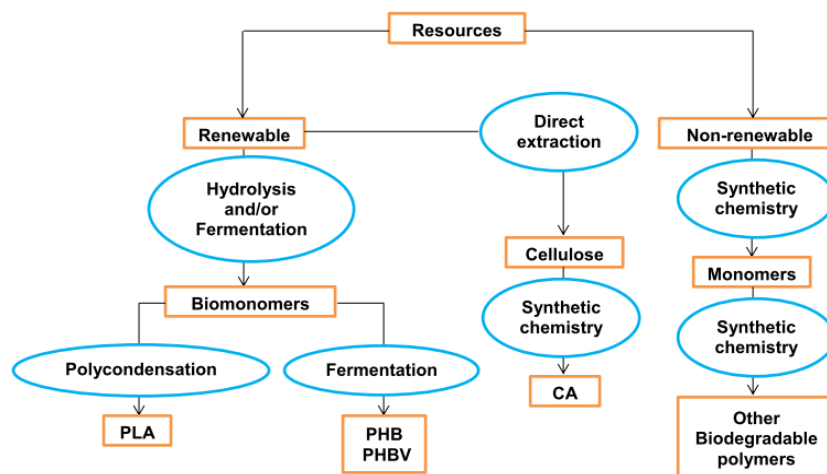 Resources
Renewable
Direct
extraction
Non-renewable
Hydrolysis
and/or
Fermentation
Synthetic
chemistry
Cellulose
Monomers
Biomonomers
Synthetic
chemistry
Synthetic
chemistry
Polycondensation
Fermentation
CA
PLA
PHB
PHBV
Other
Biodegradable
polymers